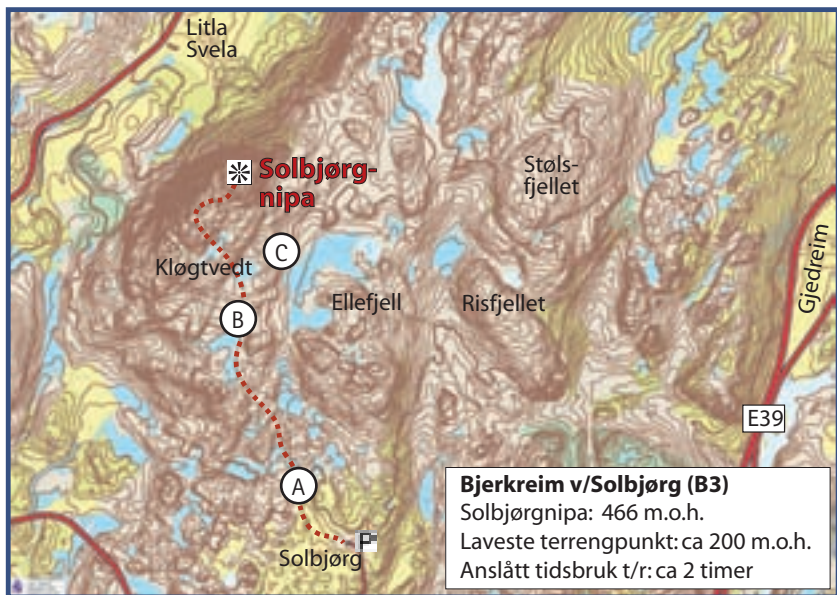 Litla
Svela
Solbjørg-
nipa
Støls-
fjellet
Kløgtvedt
C
Gjedreim
B
Ellefjell
Risfjellet
E39
A
P
Solbjørg
Bjerkreim v/Solbjørg (B3)
Solbjørgnipa: 466 m.o.h.
Laveste terrengpunkt: ca 200 m.o.h.
Anslått tidsbruk t/r: ca 2 timer